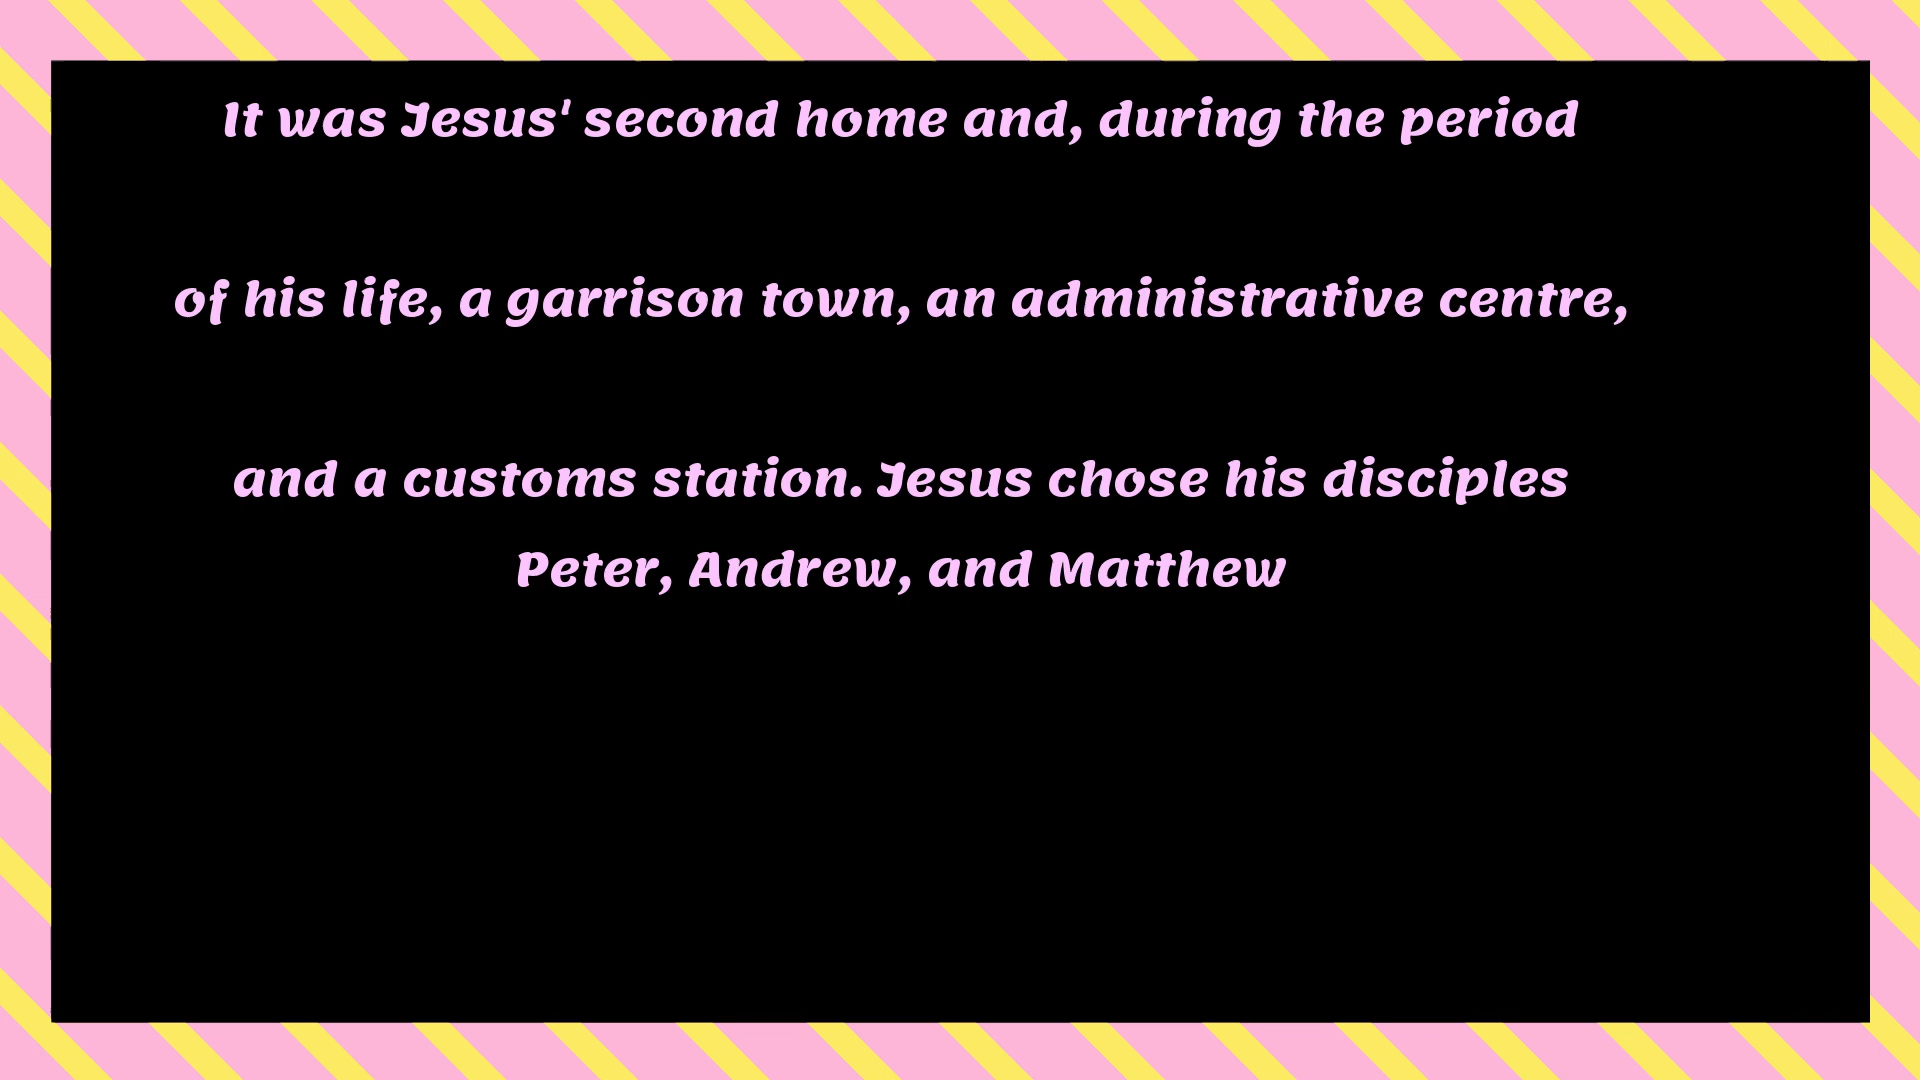 It was Jesus' second home and, during the period
of his life, a garrison town, an administrative centre,
and a customs station. Jesus chose his disciples
Peter, Andrew, and Matthew